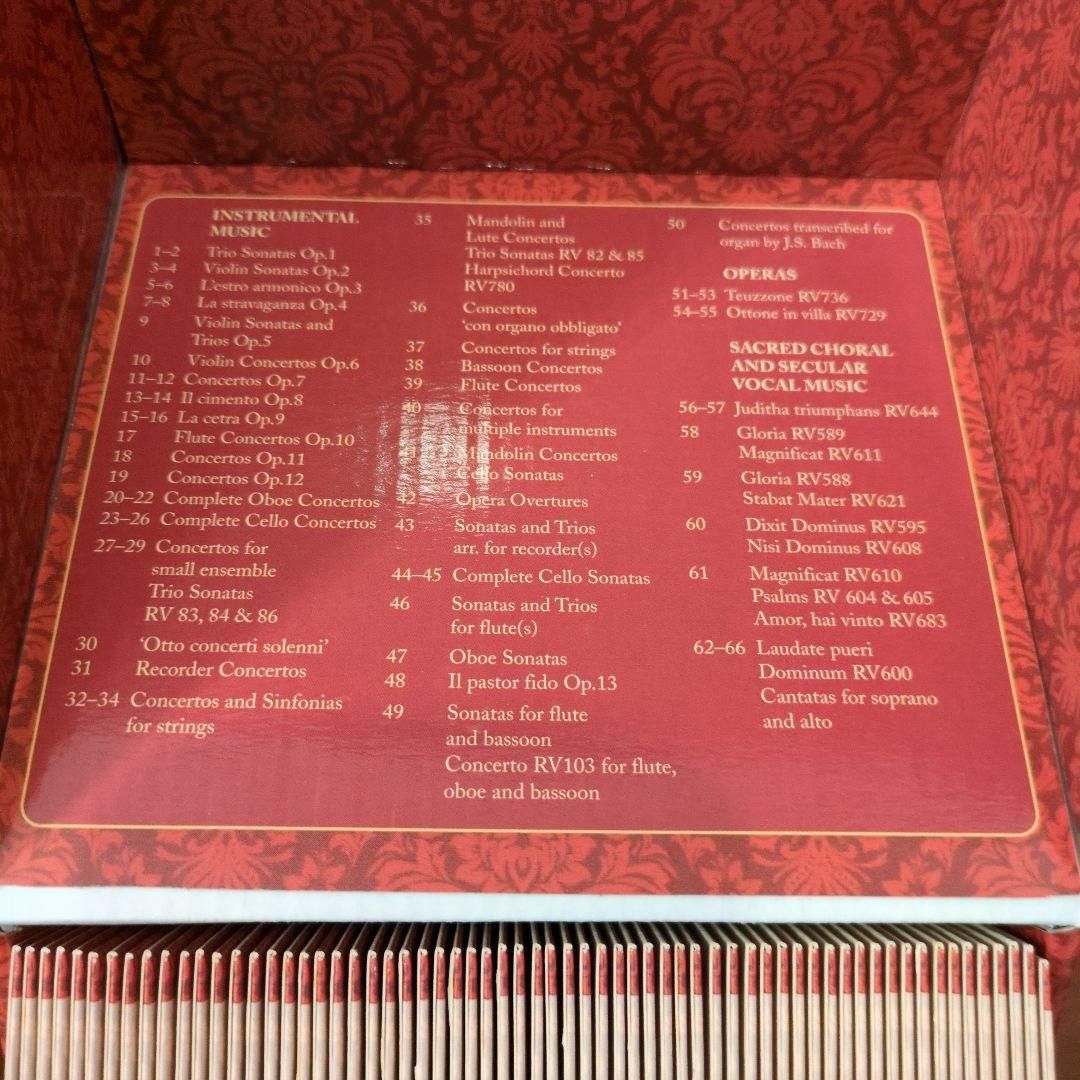 INSTRUMENTAL
MUSIC
1–2 Trio Sonatas Op.1
3–4 Violin Sonatas Op.2
5–6 L'estro armonico Op.3
7–8 La stravaganza Op.4
9 Violin Sonatas and
Trios Op.5
10 Violin Concertos Op.6
11–12 Concertos Op.7
13–14 Il cimento Op.8
15–16 La cetra Op.9
17 Flute Concertos Op.10
18 Concertos Op.11
19 Concertos Op.12
20–22 Complete Oboe Concertos
23–26 Complete Cello Concertos
27–29 Concertos for
small ensemble
Trio Sonatas
RV 83, 84 & 86
30 'Otto concerti solenni'
31 Recorder Concertos
32–34 Concertos and Sinfonias
for strings
35 Mandolin and
Lute Concertos
Trio Sonatas RV 82 & 85
Harpsichord Concerto
RV780
36 Concertos
'con organo obbligato'
37 Concertos for strings
38 Bassoon Concertos
39 Flute Concertos
40 Concertos for
multiple instruments
41 Mandolin Concertos
Cello Sonatas
42 Opera Overtures
43 Sonatas and Trios
arr. for recorder(s)
44–45 Complete Cello Sonatas
46 Sonatas and Trios
for flute(s)
47 Oboe Sonatas
48 Il pastor fido Op.13
49 Sonatas for flute
and bassoon
Concerto RV103 for flute,
oboe and bassoon
50 Concertos transcribed for
organ by J.S. Bach
OPERAS
51–53 Teuzzone RV736
54–55 Ottone in villa RV729
SACRED CHORAL
AND SECULAR
VOCAL MUSIC
56–57 Juditha triumphans RV644
58 Gloria RV589
Magnificat RV611
59 Gloria RV588
Stabat Mater RV621
60 Dixit Dominus RV595
Nisi Dominus RV608
61 Magnificat RV610
Psalms RV 604 & 605
Amor, hai vinto RV683
62–66 Laudate pueri
Dominum RV600
Cantatas for soprano
and alto